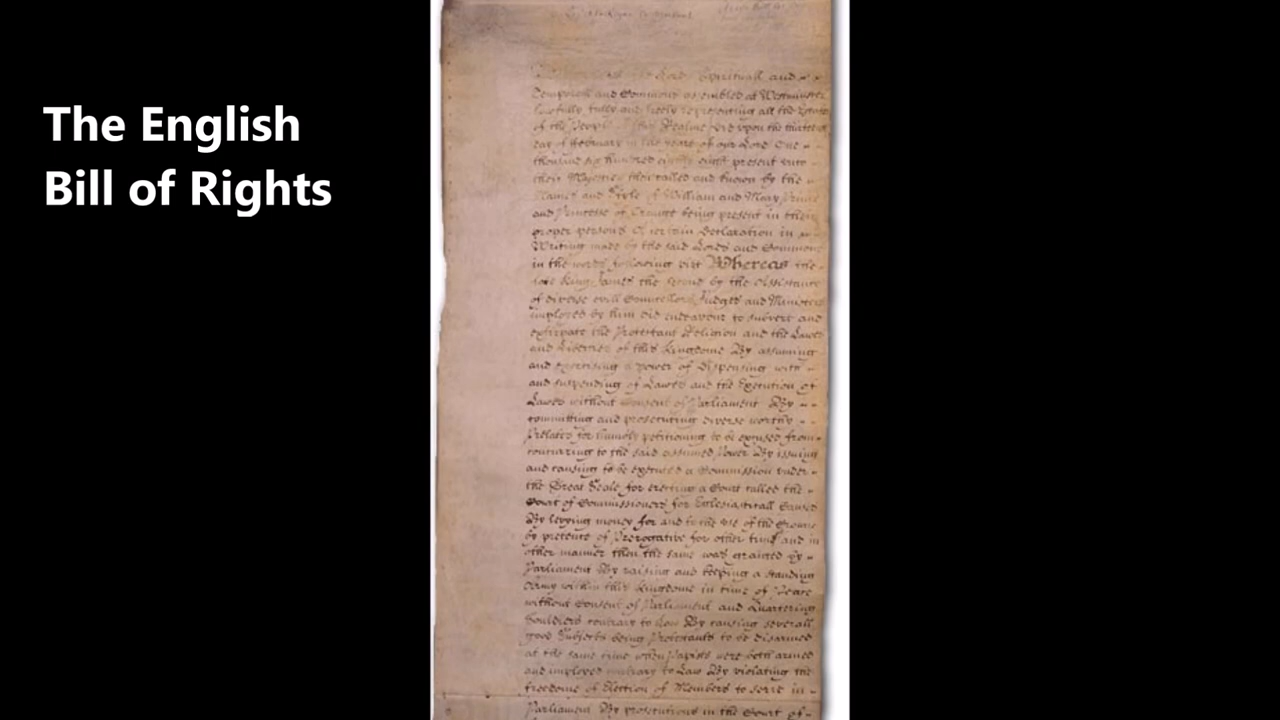 The English
Bill of Rights
Lords Spirituall and
Temporall and Commons assembled at Westminster
lawfully fully and freely representing all the Estates
of the People of this Realme did upon the thirteenth
day of February in the yeare of our Lord One
thousand six hundred eighty eight present unto
their Majesties then called and known by the
Names and Stile of William and Mary Prince
and Princesse of Orange being present in their
proper persons A certain Declaration in
Writing made by the said Lords and Commons
in the words following vizt Whereas the
late King James the second by the Assistance
of diverse evill Councellors Judges and Ministers
imployed by him did endeavour to subvert and
extirpate the Protestant Religion and the Lawes
and Liberties of this Kingdome By assuming
and exercising a power of dispensing with
and suspending of Lawes and the Execution of
Lawes without Consent of Parliament By
committing and prosecuting diverse worthy
Prelates for humbly petitioning to be excused from
concurring to the said assumed Power By issuing
and causing to be executed a Commission under
the Great Seale for erecting a Court called the
Court of Commissioners for Ecclesiasticall Causes
By levying money for and to the use of the Crowne
by pretence of Prerogative for other time and in
other manner then the same was granted by
Parliament By raising and keeping a standing
Army within this Kingdome in time of Peace
without Consent of Parliament and Quartering
Souldiers contrary to Law By causing severall
good Subjects being Protestants to be disarmed
at the same time when Papists were both armed
and imployed contrary to Law By violating the
freedome of Election of Members to serve in
Parliament By prosecutions in the Court of